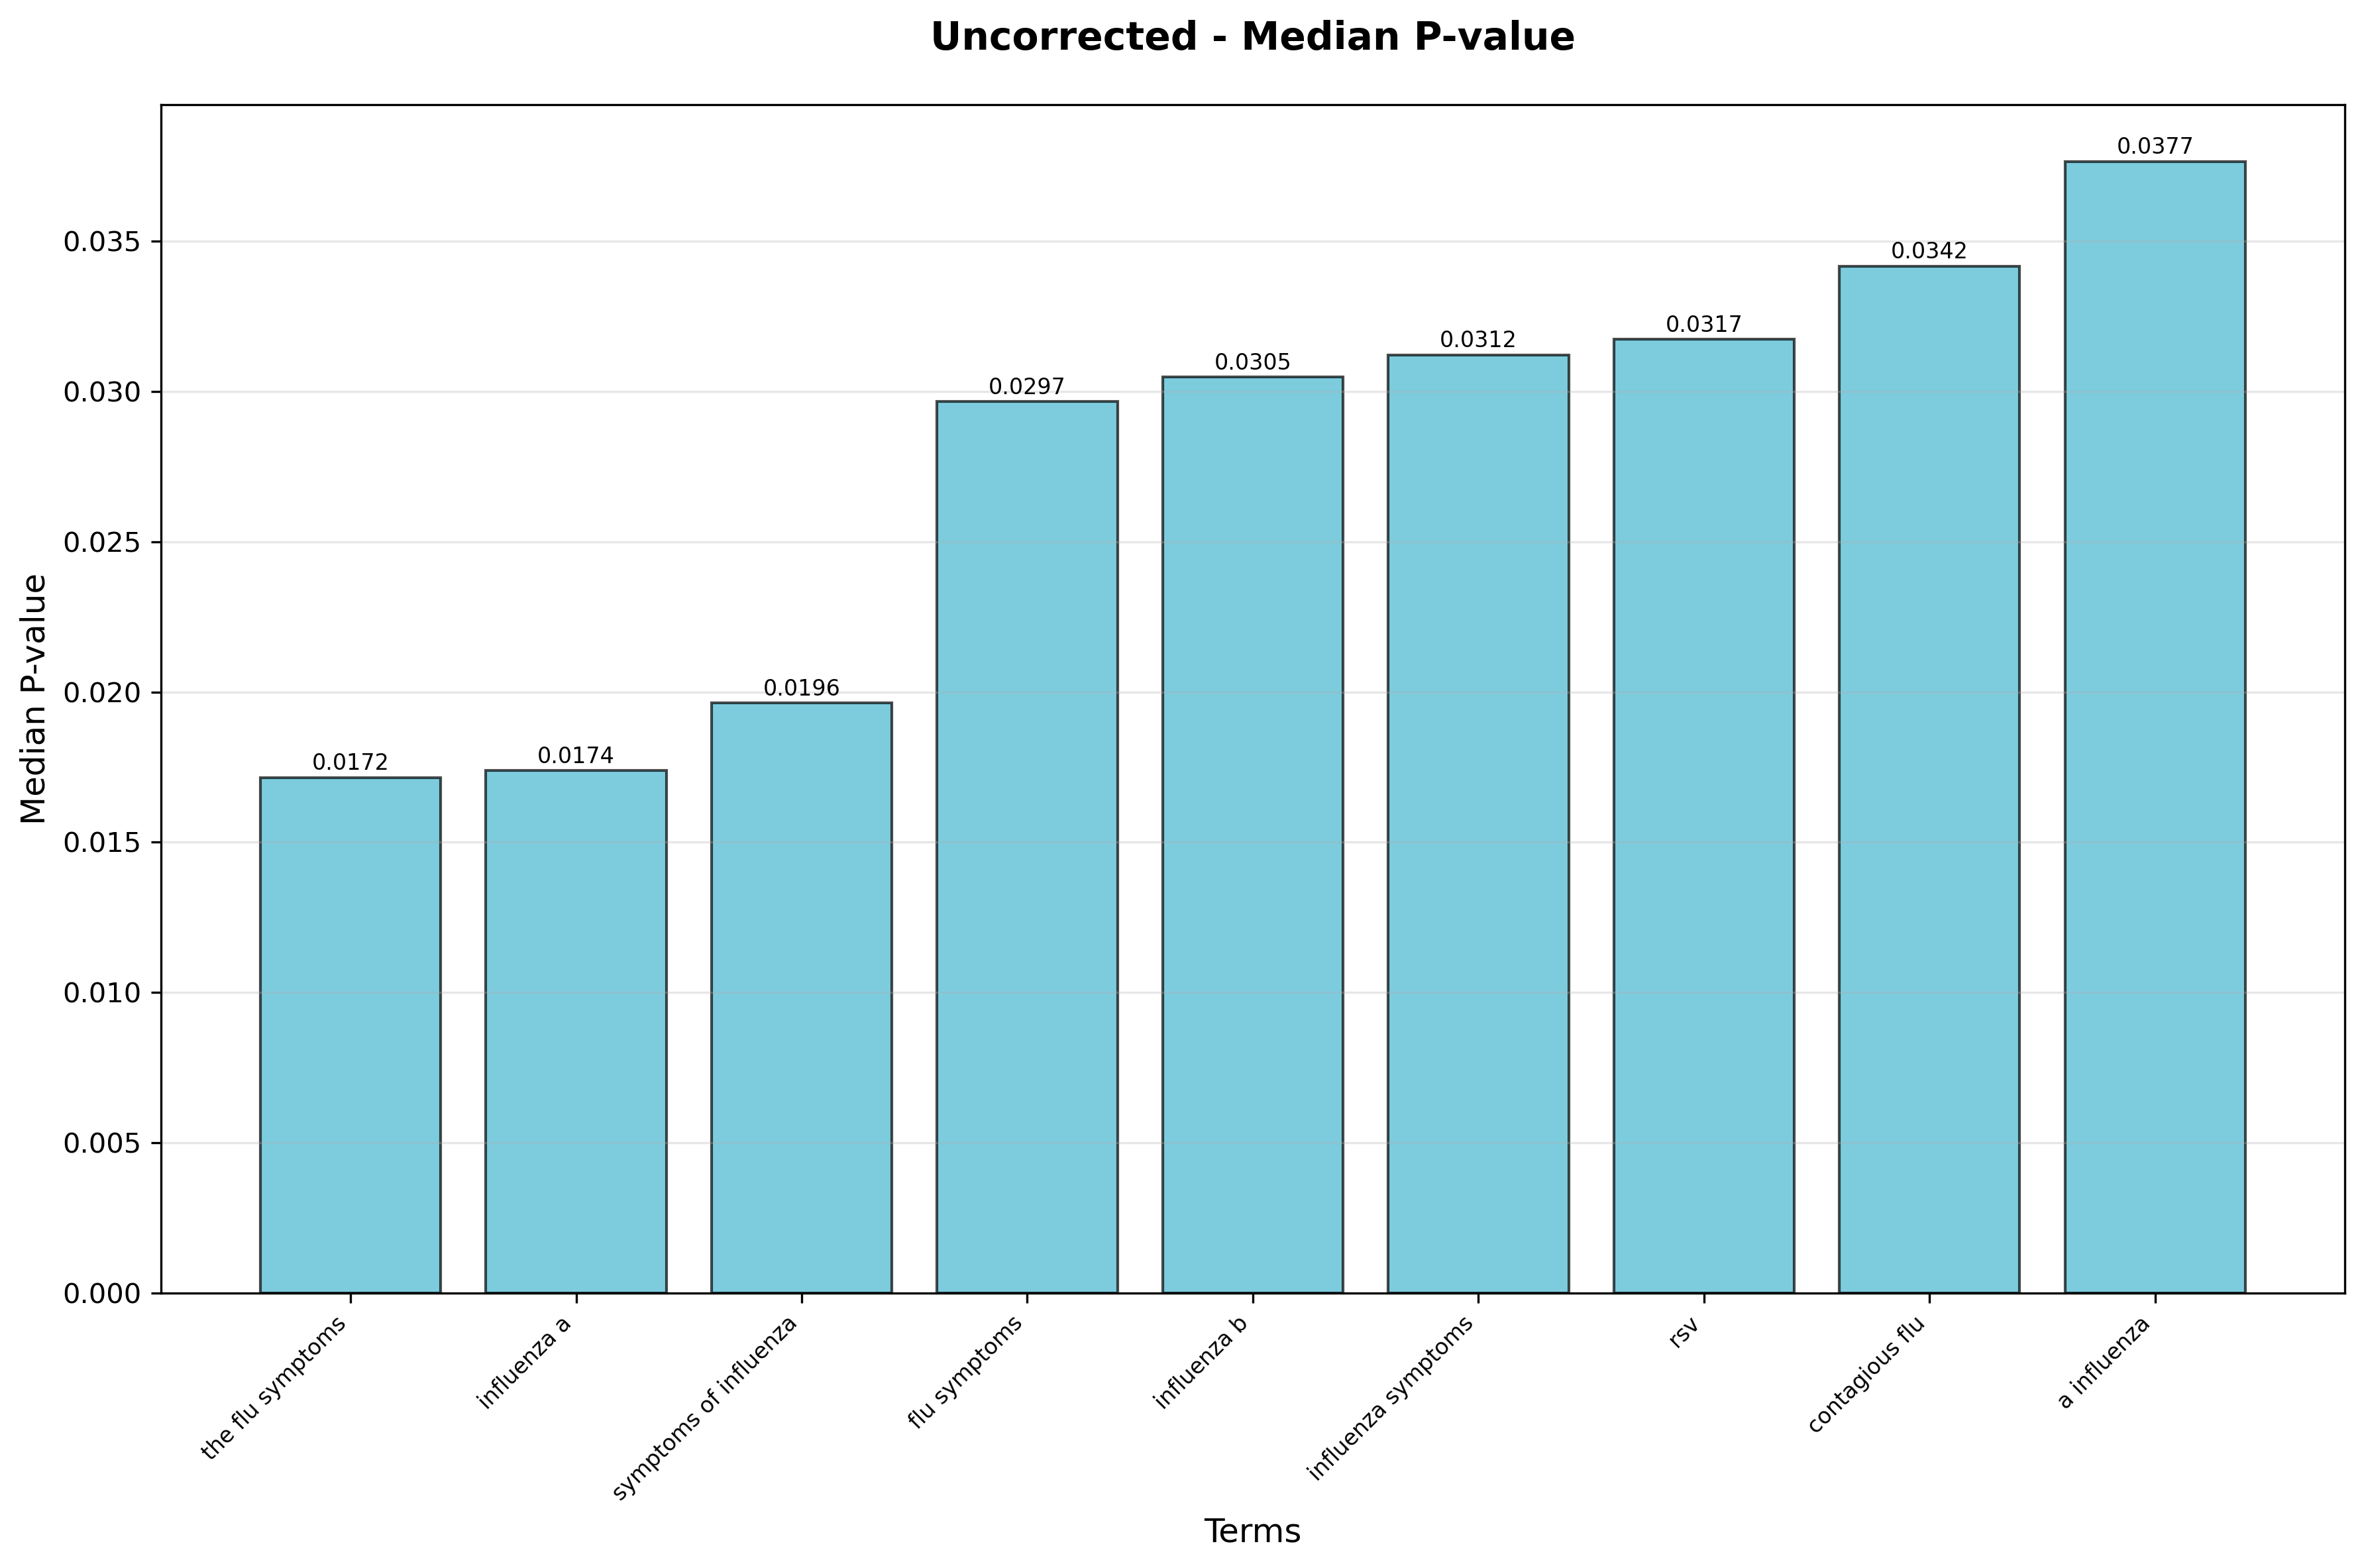 Uncorrected - Median P-value
Median P-value
0.035
0.030
0.025
0.020
0.015
0.010
0.005
0.000
0.0172
0.0174
0.0196
0.0297
0.0305
0.0312
0.0317
0.0342
0.0377
the flu symptoms
influenza a
symptoms of influenza
flu symptoms
influenza b
influenza symptoms
rsv
contagious flu
a influenza
Terms